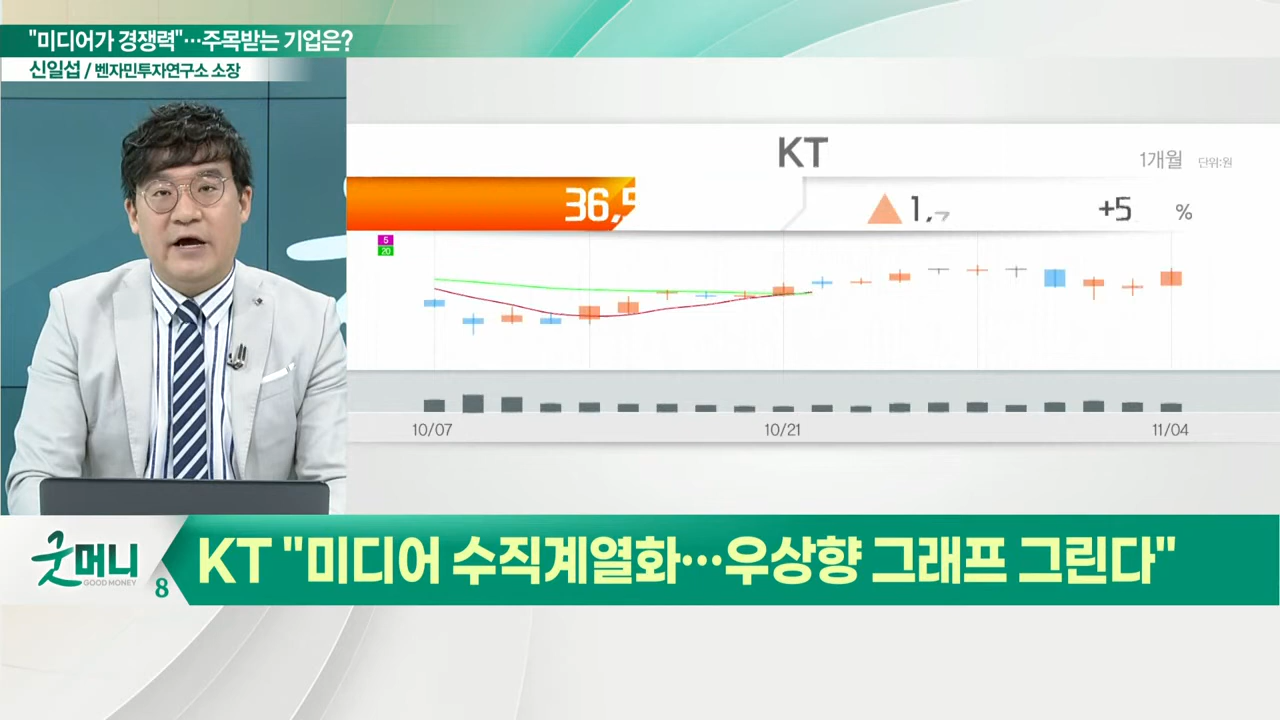 "미디어가 경쟁력"…주목받는 기업은?
신일섭 / 벤자민투자연구소 소장
KT
1개월 단위:원
+5 %
5
20
10/07 10/21 11/04
굿머니
GOOD MONEY
8
KT "미디어 수직계열화…우상향 그래프 그린다"